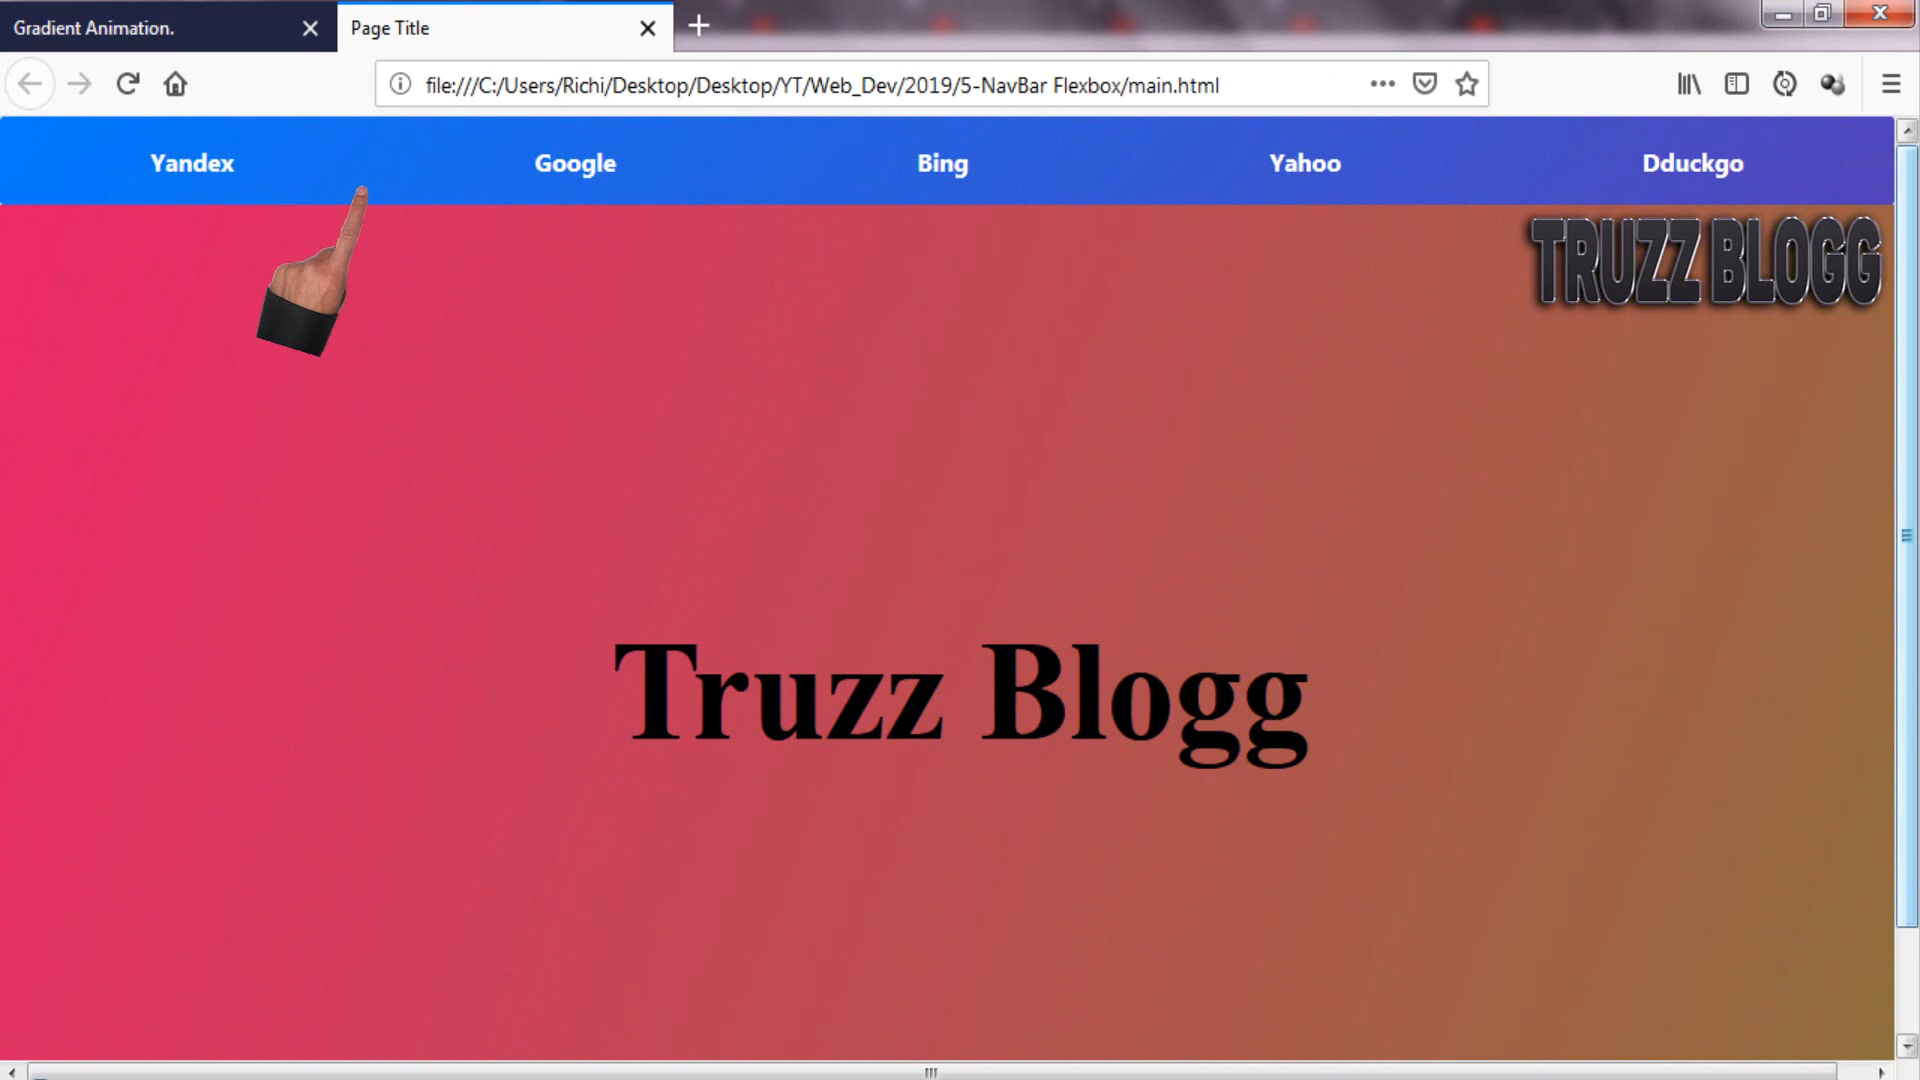 Gradient Animation.
Page Title
file:///C:/Users/Richi/Desktop/Desktop/YT/Web_Dev/2019/5-NavBar Flexbox/main.html
Yandex Google Bing Yahoo Dduckgo
TRUZZ BLOGG
Truzz Blogg